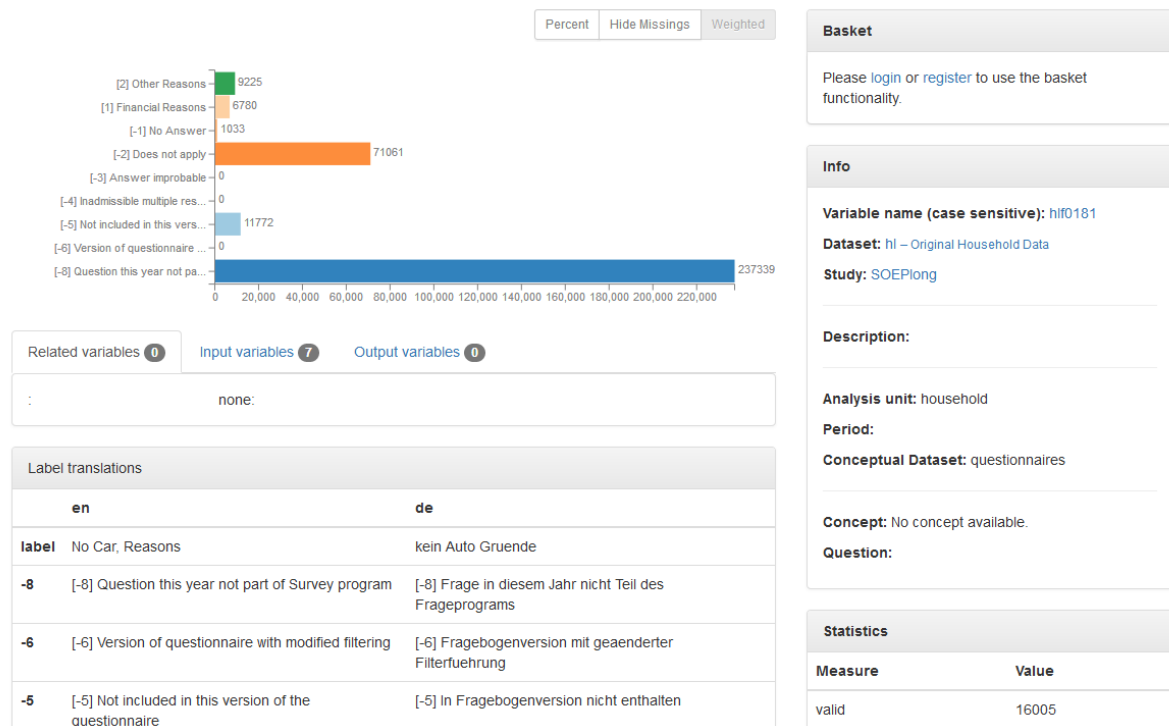 Percent Hide Missings Weighted
[2] Other Reasons 9225
[1] Financial Reasons 6780
[-1] No Answer 1033
[-2] Does not apply 71061
[-3] Answer improbable 0
[-4] Inadmissible multiple res... 0
[-5] Not included in this vers... 11772
[-6] Version of questionnaire ... 0
[-8] Question this year not pa... 237339
0 20,000 40,000 60,000 80,000 100,000 120,000 140,000 160,000 180,000 200,000 220,000
Related variables 0 Input variables 7 Output variables 0
: none:
Label translations
en de
label No Car, Reasons kein Auto Gruende
-8 [-8] Question this year not part of Survey program [-8] Frage in diesem Jahr nicht Teil des
Frageprograms
-6 [-6] Version of questionnaire with modified filtering [-6] Fragebogenversion mit geaenderter
Filterfuehrung
-5 [-5] Not included in this version of the [-5] In Fragebogenversion nicht enthalten
questionnaire
Basket
Please login or register to use the basket
functionality.
Info
Variable name (case sensitive): hlf0181
Dataset: hl – Original Household Data
Study: SOEPlong
Description:
Analysis unit: household
Period:
Conceptual Dataset: questionnaires
Concept: No concept available.
Question:
Statistics
Measure Value
valid 16005